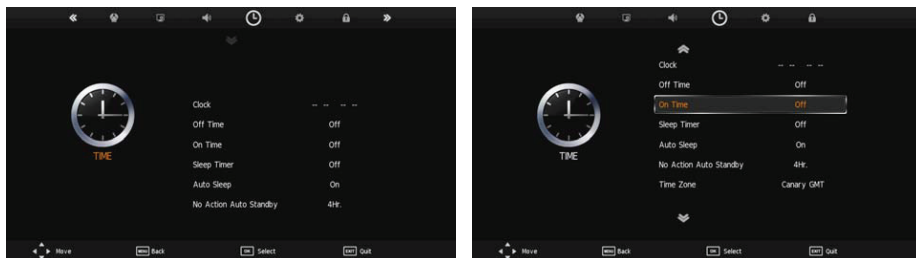 Clock -- -- -- --
Off Time Off
On Time Off
Sleep Timer Off
Auto Sleep On
No Action Auto Standby 4Hr.
TIME
Move MENU Back OK Select EXIT Quit
Clock -- -- -- --
Off Time Off
On Time Off
Sleep Timer Off
Auto Sleep On
No Action Auto Standby 4Hr.
Time Zone Canary GMT
TIME
Move MENU Back OK Select EXIT Quit